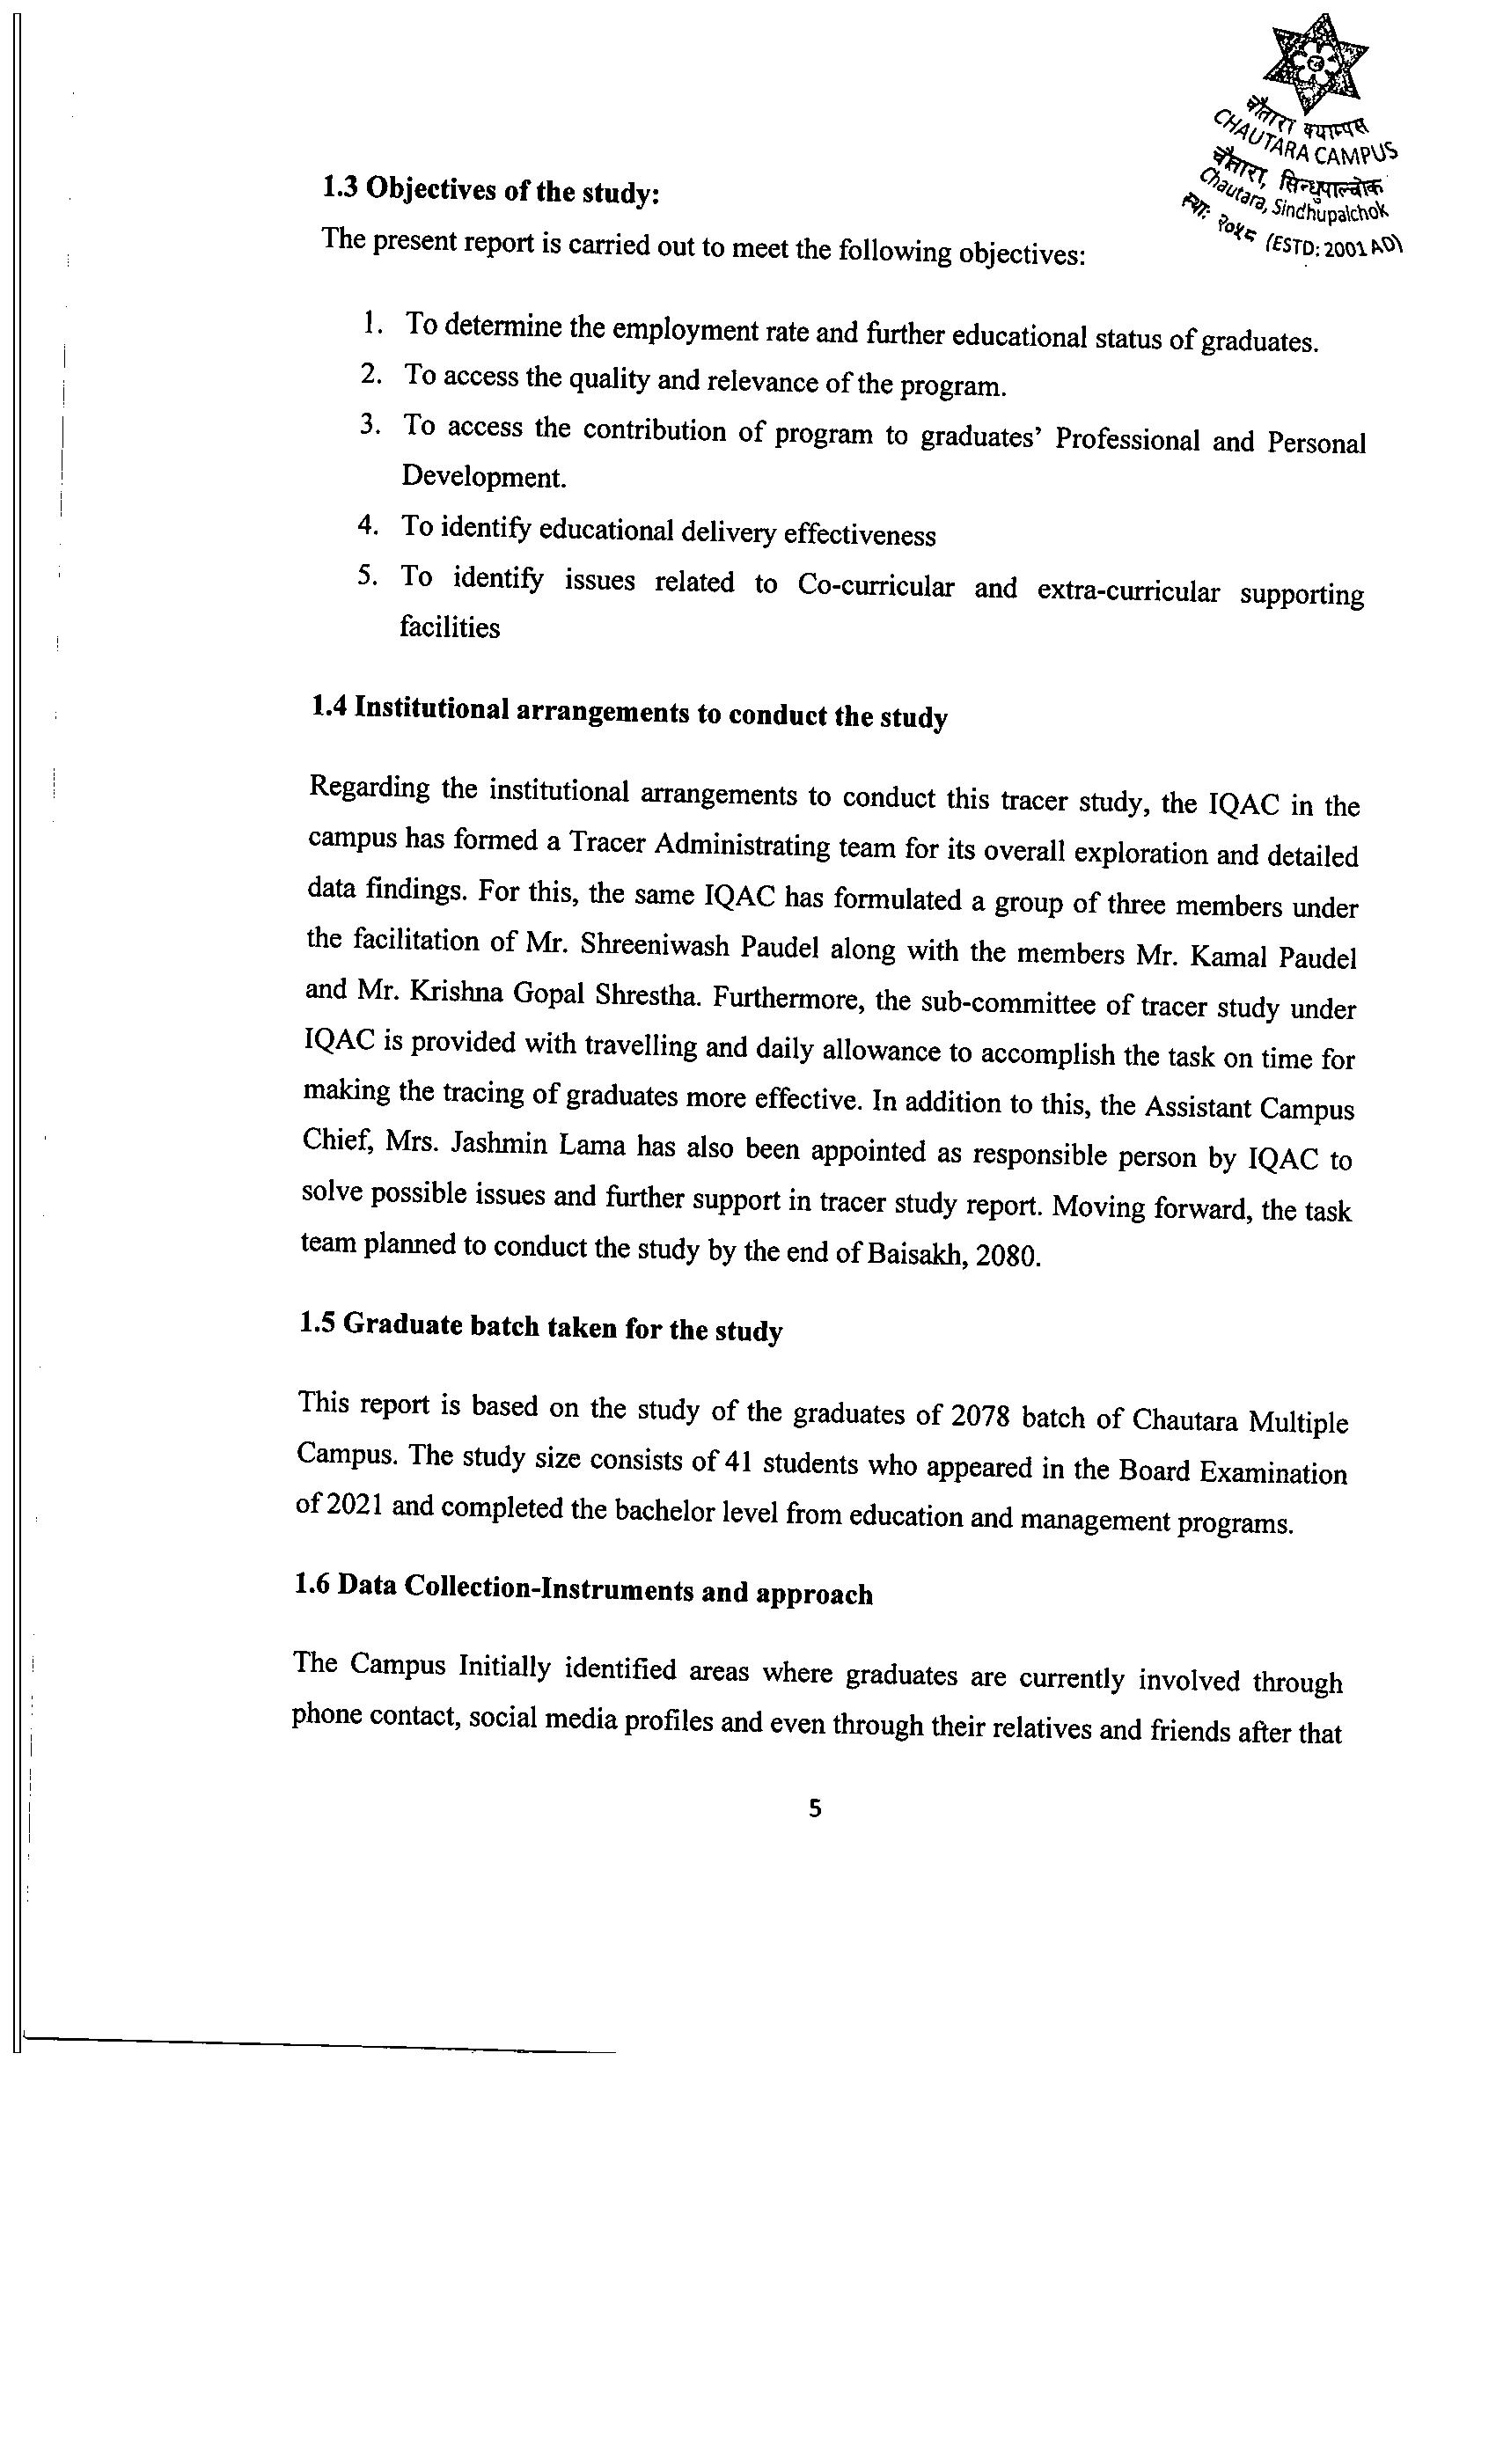 चौतारा क्याम्पस
CHAUTARA CAMPUS
चौतारा, सिन्धुपाल्चोक
Chautara, Sindhupalchok
स्था: २०५८ (ESTD: 2001 AD)
1.3 Objectives of the study:
The present report is carried out to meet the following objectives:
1. To determine the employment rate and further educational status of graduates.
2. To access the quality and relevance of the program.
3. To access the contribution of program to graduates' Professional and Personal
Development.
4. To identify educational delivery effectiveness
5. To identify issues related to Co-curricular and extra-curricular supporting
facilities
1.4 Institutional arrangements to conduct the study
Regarding the institutional arrangements to conduct this tracer study, the IQAC in the
campus has formed a Tracer Administrating team for its overall exploration and detailed
data findings. For this, the same IQAC has formulated a group of three members under
the facilitation of Mr. Shreeniwash Paudel along with the members Mr. Kamal Paudel
and Mr. Krishna Gopal Shrestha. Furthermore, the sub-committee of tracer study under
IQAC is provided with travelling and daily allowance to accomplish the task on time for
making the tracing of graduates more effective. In addition to this, the Assistant Campus
Chief, Mrs. Jashmin Lama has also been appointed as responsible person by IQAC to
solve possible issues and further support in tracer study report. Moving forward, the task
team planned to conduct the study by the end of Baisakh, 2080.
1.5 Graduate batch taken for the study
This report is based on the study of the graduates of 2078 batch of Chautara Multiple
Campus. The study size consists of 41 students who appeared in the Board Examination
of 2021 and completed the bachelor level from education and management programs.
1.6 Data Collection-Instruments and approach
The Campus Initially identified areas where graduates are currently involved through
phone contact, social media profiles and even through their relatives and friends after that
5